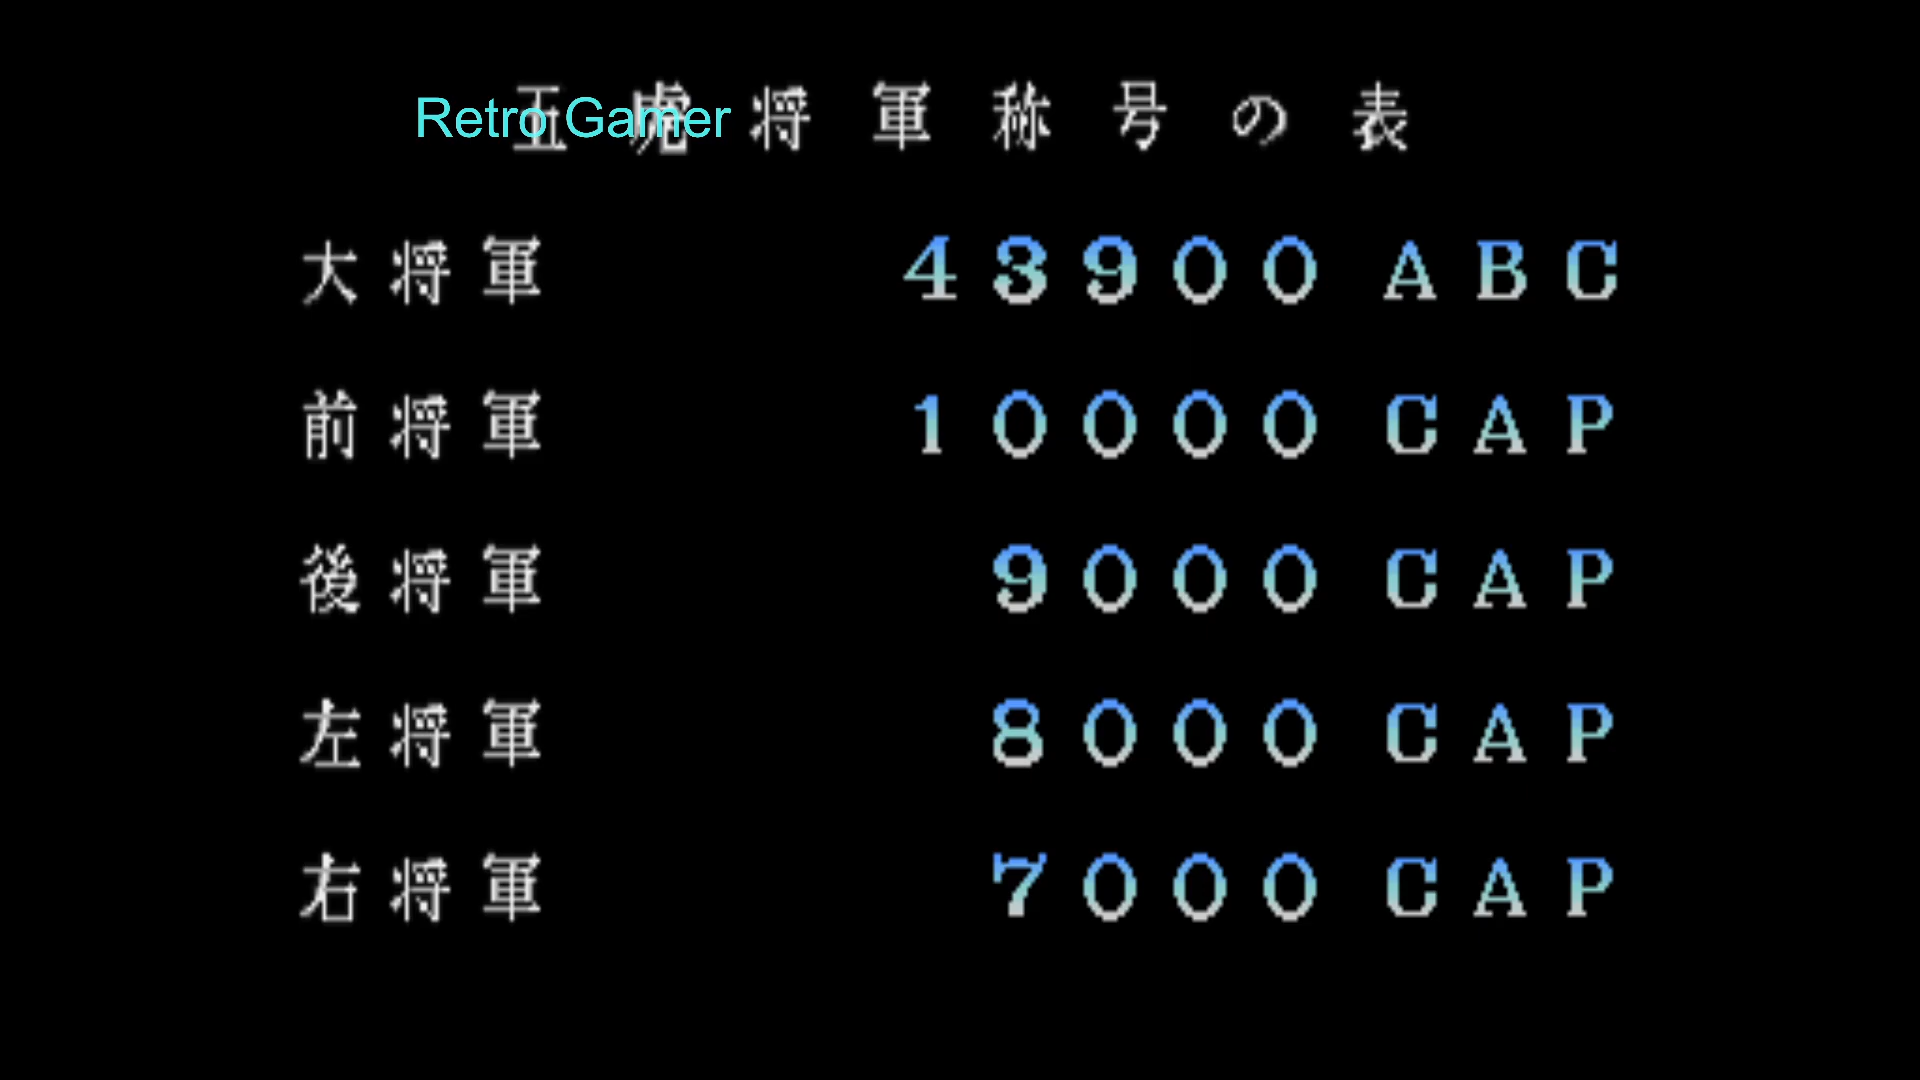 五虎将軍称号の表
Retro Gamer
大将軍 43900 ABC
前将軍 10000 CAP
後将軍 9000 CAP
左将軍 8000 CAP
右将軍 7000 CAP